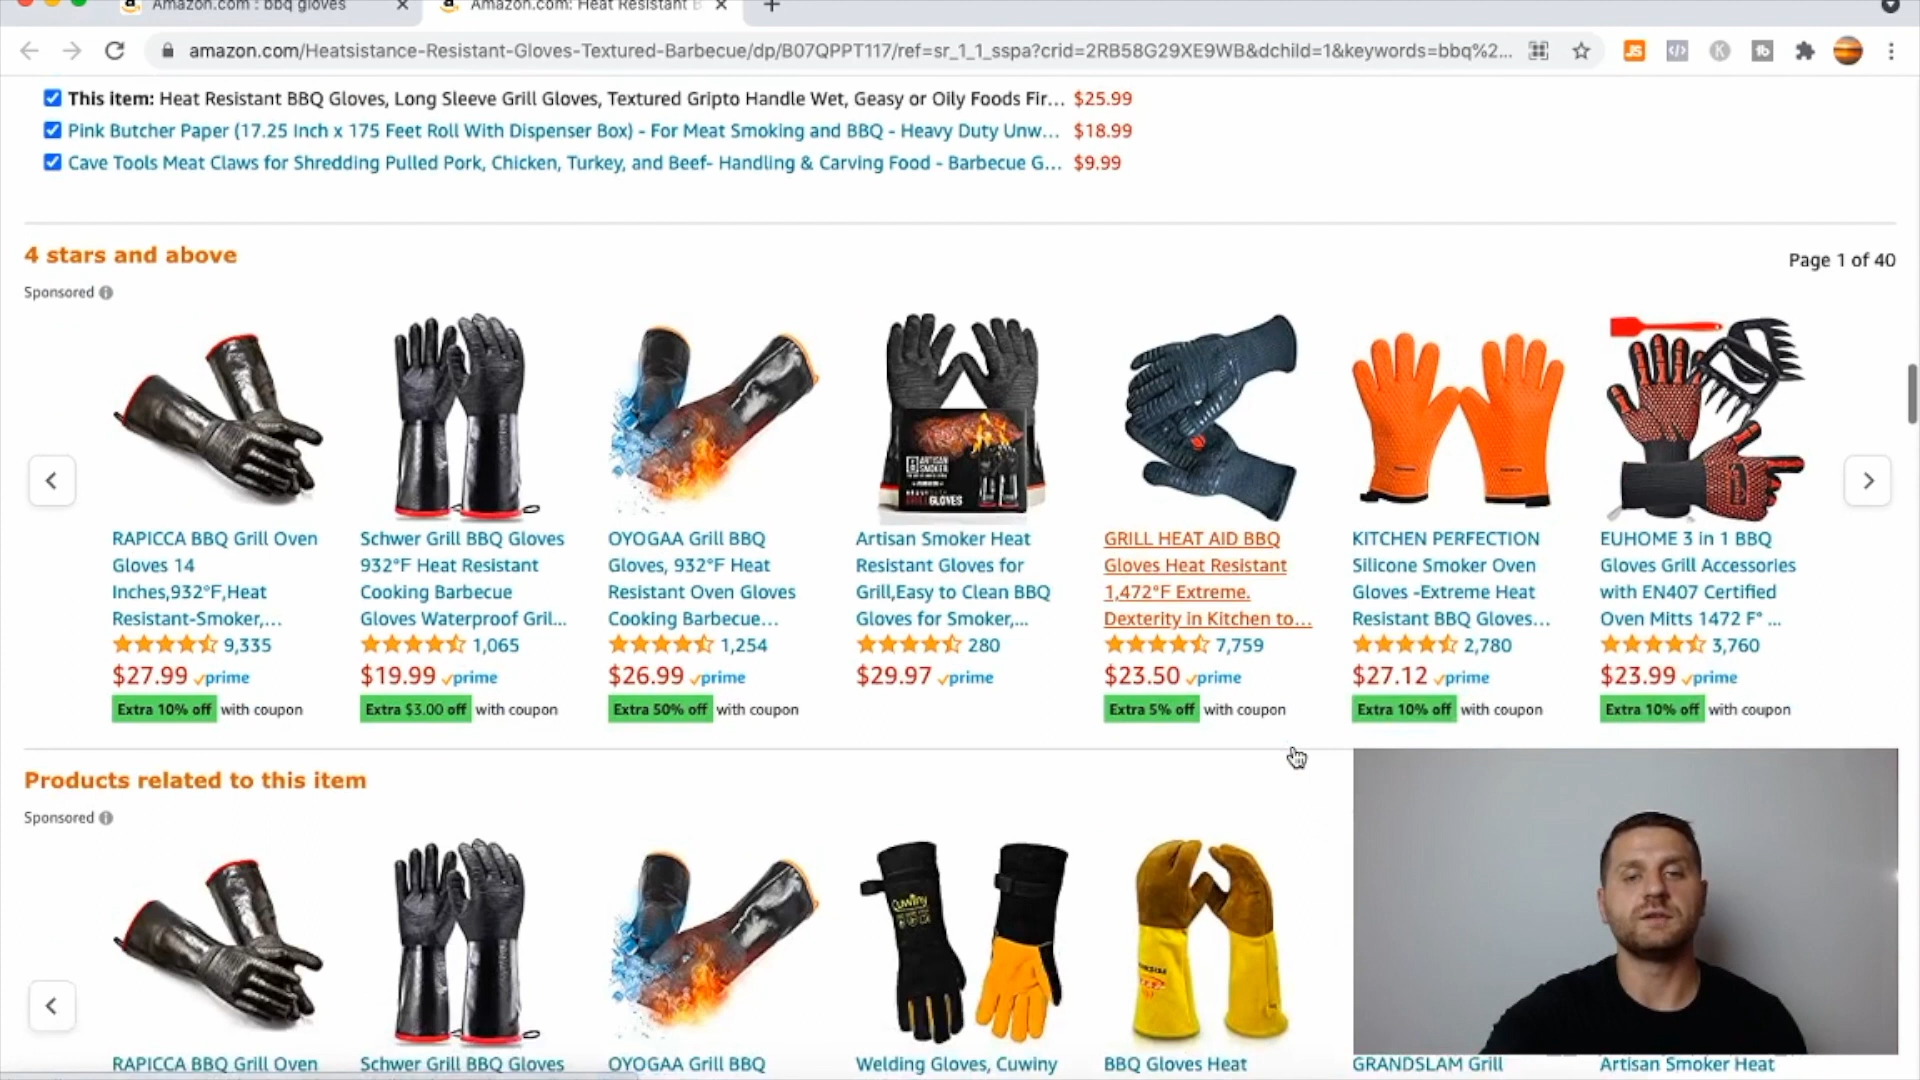 Amazon.com : bbq gloves
Amazon.com: Heat Resistant B
amazon.com/Heatsistance-Resistant-Gloves-Textured-Barbecue/dp/B07QPPT117/ref=sr_1_1_sspa?crid=2RB58G29XE9WB&dchild=1&keywords=bbq%2...
This item: Heat Resistant BBQ Gloves, Long Sleeve Grill Gloves, Textured Gripto Handle Wet, Geasy or Oily Foods Fir... $25.99
Pink Butcher Paper (17.25 Inch x 175 Feet Roll With Dispenser Box) - For Meat Smoking and BBQ - Heavy Duty Unw... $18.99
Cave Tools Meat Claws for Shredding Pulled Pork, Chicken, Turkey, and Beef- Handling & Carving Food - Barbecue G... $9.99
4 stars and above
Page 1 of 40
Sponsored
ARTISAN
SMOKER
GLOVES
RAPICCA BBQ Grill Oven
Gloves 14
Inches,932°F,Heat
Resistant-Smoker,...
9,335
$27.99 prime
Extra 10% off with coupon
Schwer Grill BBQ Gloves
932°F Heat Resistant
Cooking Barbecue
Gloves Waterproof Gril...
1,065
$19.99 prime
Extra $3.00 off with coupon
OYOGAA Grill BBQ
Gloves, 932°F Heat
Resistant Oven Gloves
Cooking Barbecue...
1,254
$26.99 prime
Extra 50% off with coupon
Artisan Smoker Heat
Resistant Gloves for
Grill,Easy to Clean BBQ
Gloves for Smoker,...
280
$29.97 prime
GRILL HEAT AID BBQ
Gloves Heat Resistant
1,472°F Extreme.
Dexterity in Kitchen to...
7,759
$23.50 prime
Extra 5% off with coupon
KITCHEN PERFECTION
Silicone Smoker Oven
Gloves -Extreme Heat
Resistant BBQ Gloves...
2,780
$27.12 prime
Extra 10% off with coupon
EUHOME 3 in 1 BBQ
Gloves Grill Accessories
with EN407 Certified
Oven Mitts 1472 F° ...
3,760
$23.99 prime
Extra 10% off with coupon
Products related to this item
Sponsored
Cuwiny
RAPICCA BBQ Grill Oven
Schwer Grill BBQ Gloves
OYOGAA Grill BBQ
Welding Gloves, Cuwiny
BBQ Gloves Heat
GRANDSLAM Grill
Artisan Smoker Heat